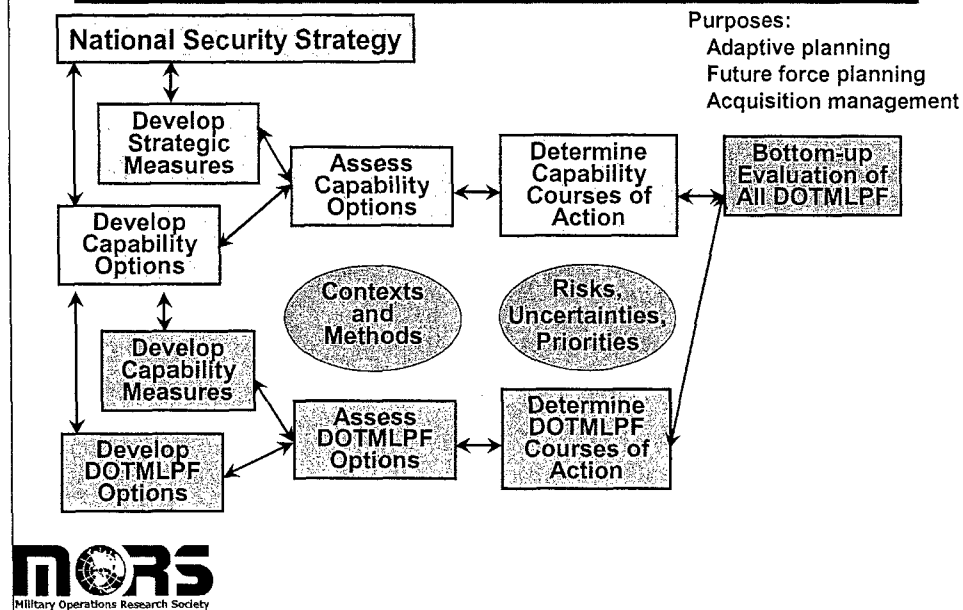 National Security Strategy
Purposes:
Adaptive planning
Future force planning
Acquisition management
Develop
Strategic
Measures
Assess
Capability
Options
Determine
Capability
Courses of
Action
Bottom-up
Evaluation of
All DOTMLPF
Develop
Capability
Options
Contexts
and
Methods
Risks,
Uncertainties,
Priorities
Develop
Capability
Measures
Assess
DOTMLPF
Options
Determine
DOTMLPF
Courses of
Action
Develop
DOTMLPF
Options
MORS
Military Operations Research Society